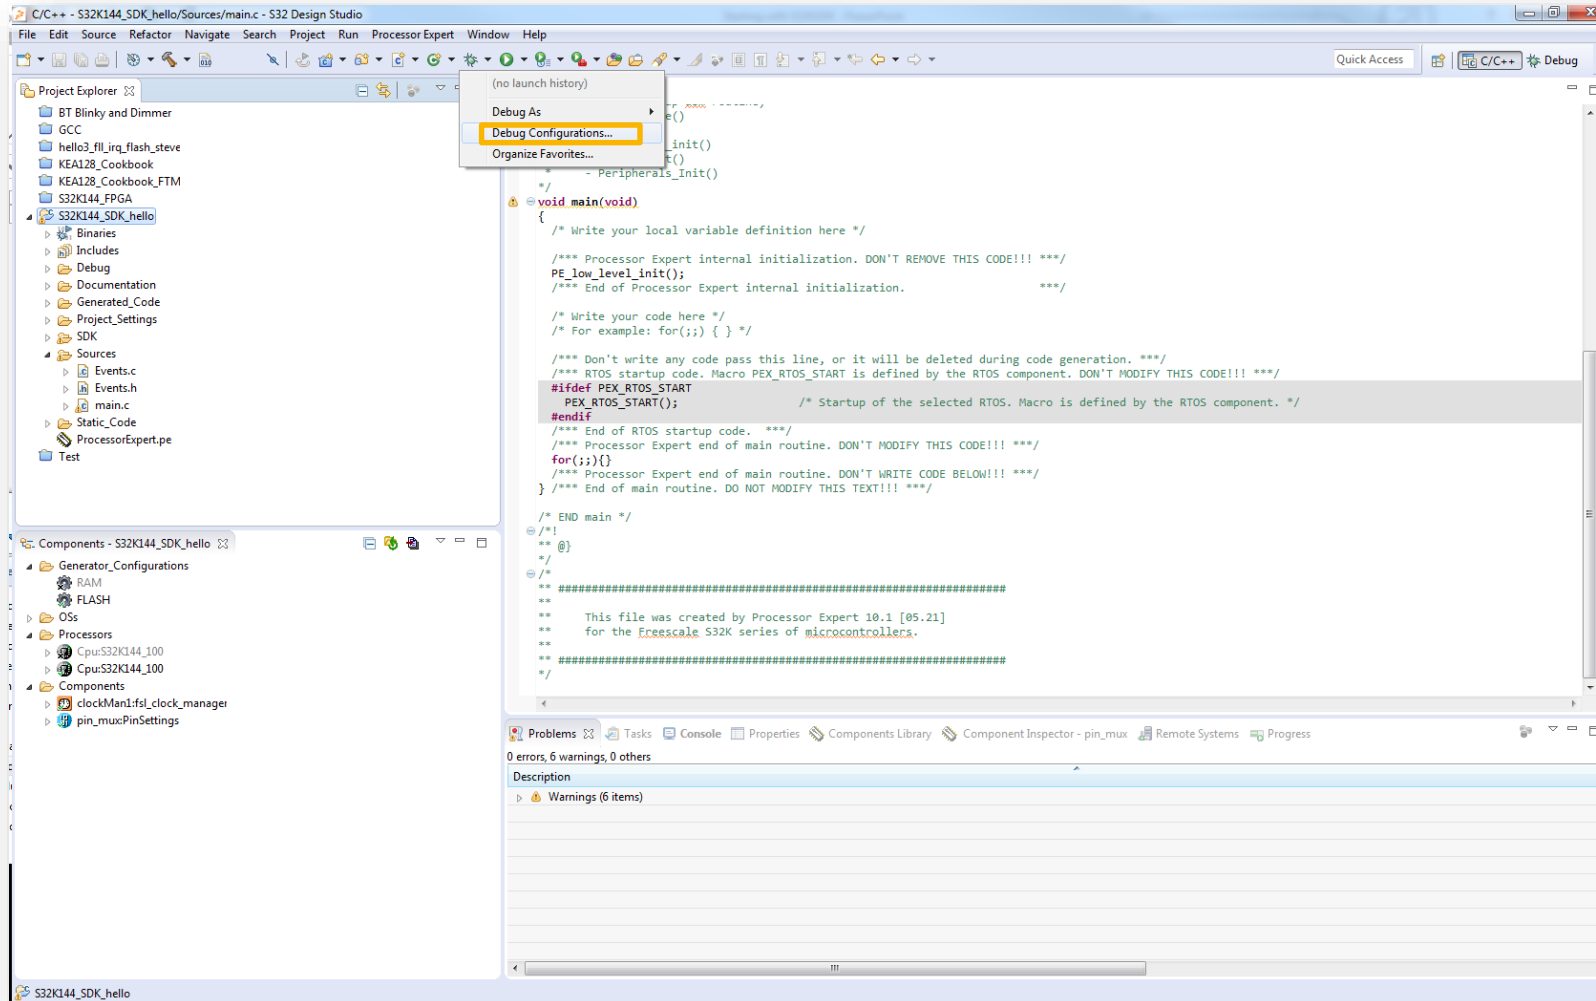 C/C++ - S32K144_SDK_hello/Sources/main.c - S32 Design Studio
File Edit Source Refactor Navigate Search Project Run Processor Expert Window Help
Quick Access
C/C++
Debug
(no launch history)
Debug As
Debug Configurations...
Organize Favorites...
Project Explorer
BT Blinky and Dimmer
GCC
hello3_fll_irq_flash_steve
KEA128_Cookbook
KEA128_Cookbook_FTM
S32K144_FPGA
S32K144_SDK_hello
Binaries
Includes
Debug
Documentation
Generated_Code
Project_Settings
SDK
Sources
Events.c
Events.h
main.c
Static_Code
ProcessorExpert.pe
Test
e()
_init()
t()
* - Peripherals_Init()
*/
void main(void)
{
/* Write your local variable definition here */
/*** Processor Expert internal initialization. DON'T REMOVE THIS CODE!!! ***/
PE_low_level_init();
/*** End of Processor Expert internal initialization. ***/
/* Write your code here */
/* For example: for(;;) { } */
/*** Don't write any code pass this line, or it will be deleted during code generation. ***/
/*** RTOS startup code. Macro PEX_RTOS_START is defined by the RTOS component. DON'T MODIFY THIS CODE!!! ***/
#ifdef PEX_RTOS_START
PEX_RTOS_START(); /* Startup of the selected RTOS. Macro is defined by the RTOS component. */
#endif
/*** End of RTOS startup code. ***/
/*** Processor Expert end of main routine. DON'T MODIFY THIS CODE!!! ***/
for(;;){}
/*** Processor Expert end of main routine. DON'T WRITE CODE BELOW!!! ***/
} /*** End of main routine. DO NOT MODIFY THIS TEXT!!! ***/
/* END main */
/*!
** @}
*/
/*
** ###################################################################
**
** This file was created by Processor Expert 10.1 [05.21]
** for the Freescale S32K series of microcontrollers.
**
** ###################################################################
*/
Components - S32K144_SDK_hello
Generator_Configurations
RAM
FLASH
OSs
Processors
Cpu:S32K144_100
Cpu:S32K144_100
Components
clockMan1:fsl_clock_manager
pin_mux:PinSettings
Problems Tasks Console Properties Components Library Component Inspector - pin_mux Remote Systems Progress
0 errors, 6 warnings, 0 others
Description
Warnings (6 items)
S32K144_SDK_hello